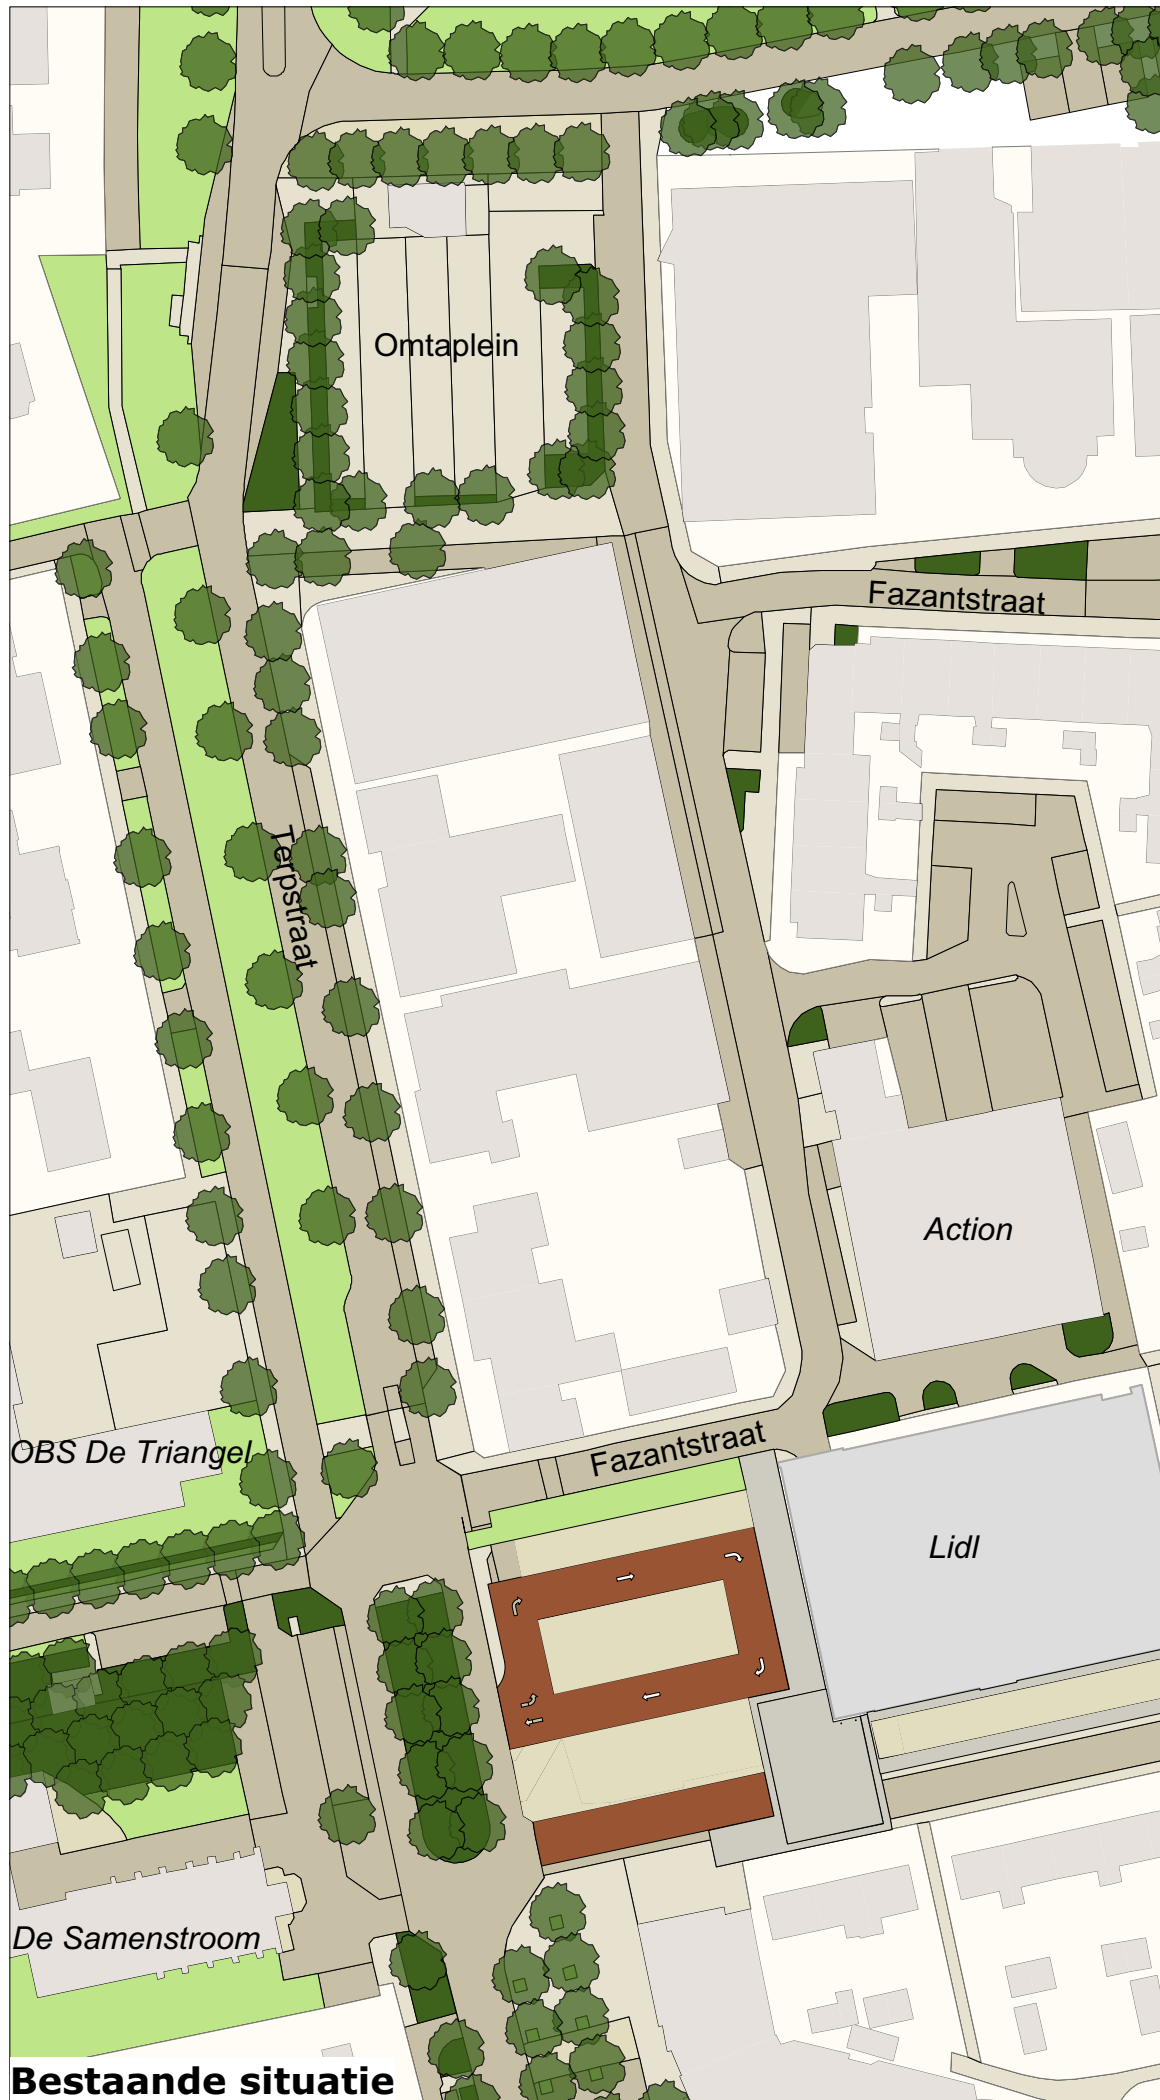 Omtaplein
Fazantstraat
Terpstraat
Action
OBS De Triangel
Fazantstraat
Lidl
De Samenstroom
Bestaande situatie